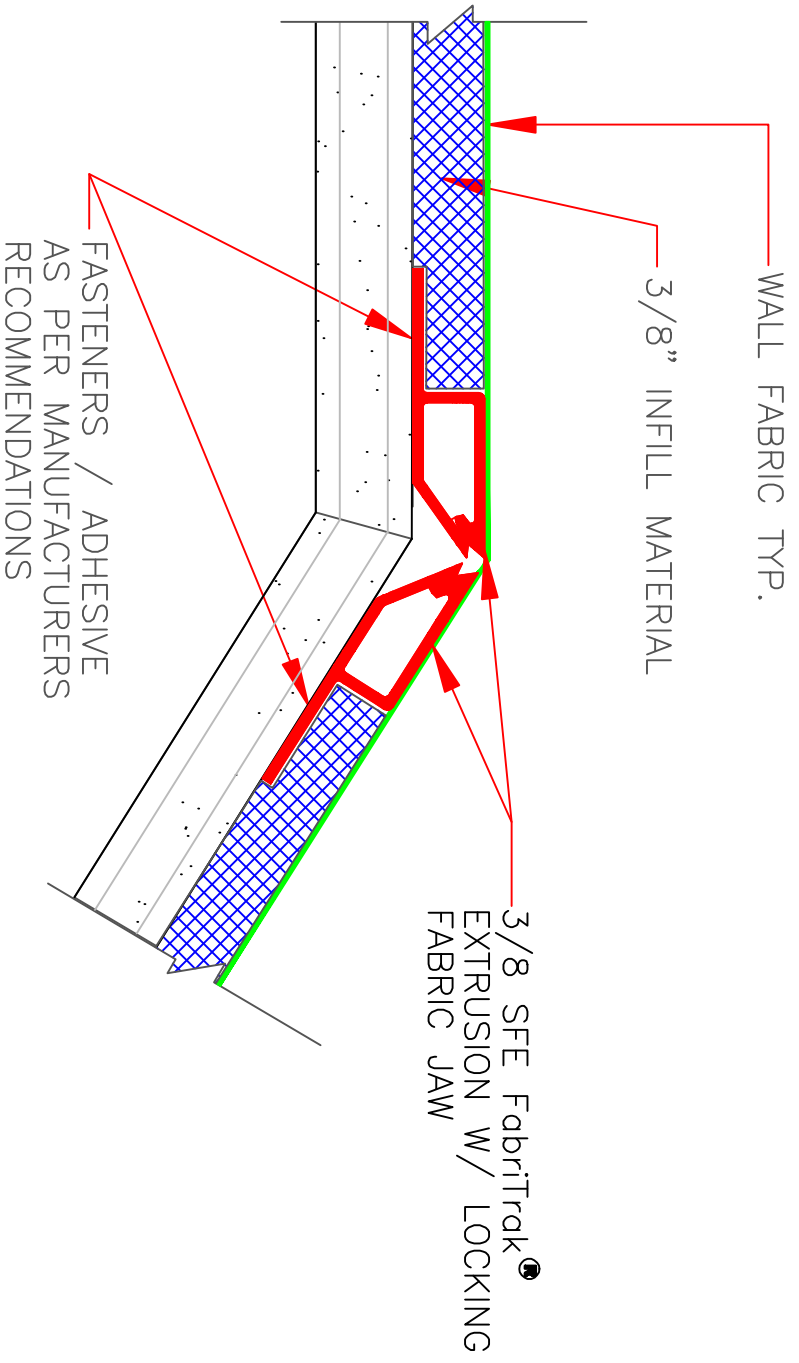 WALL FABRIC TYP.
3/8” INFILL MATERIAL
3/8 SFE FabriTrak®
EXTRUSION W/ LOCKING
FABRIC JAW
FASTENERS / ADHESIVE
AS PER MANUFACTURERS
RECOMMENDATIONS